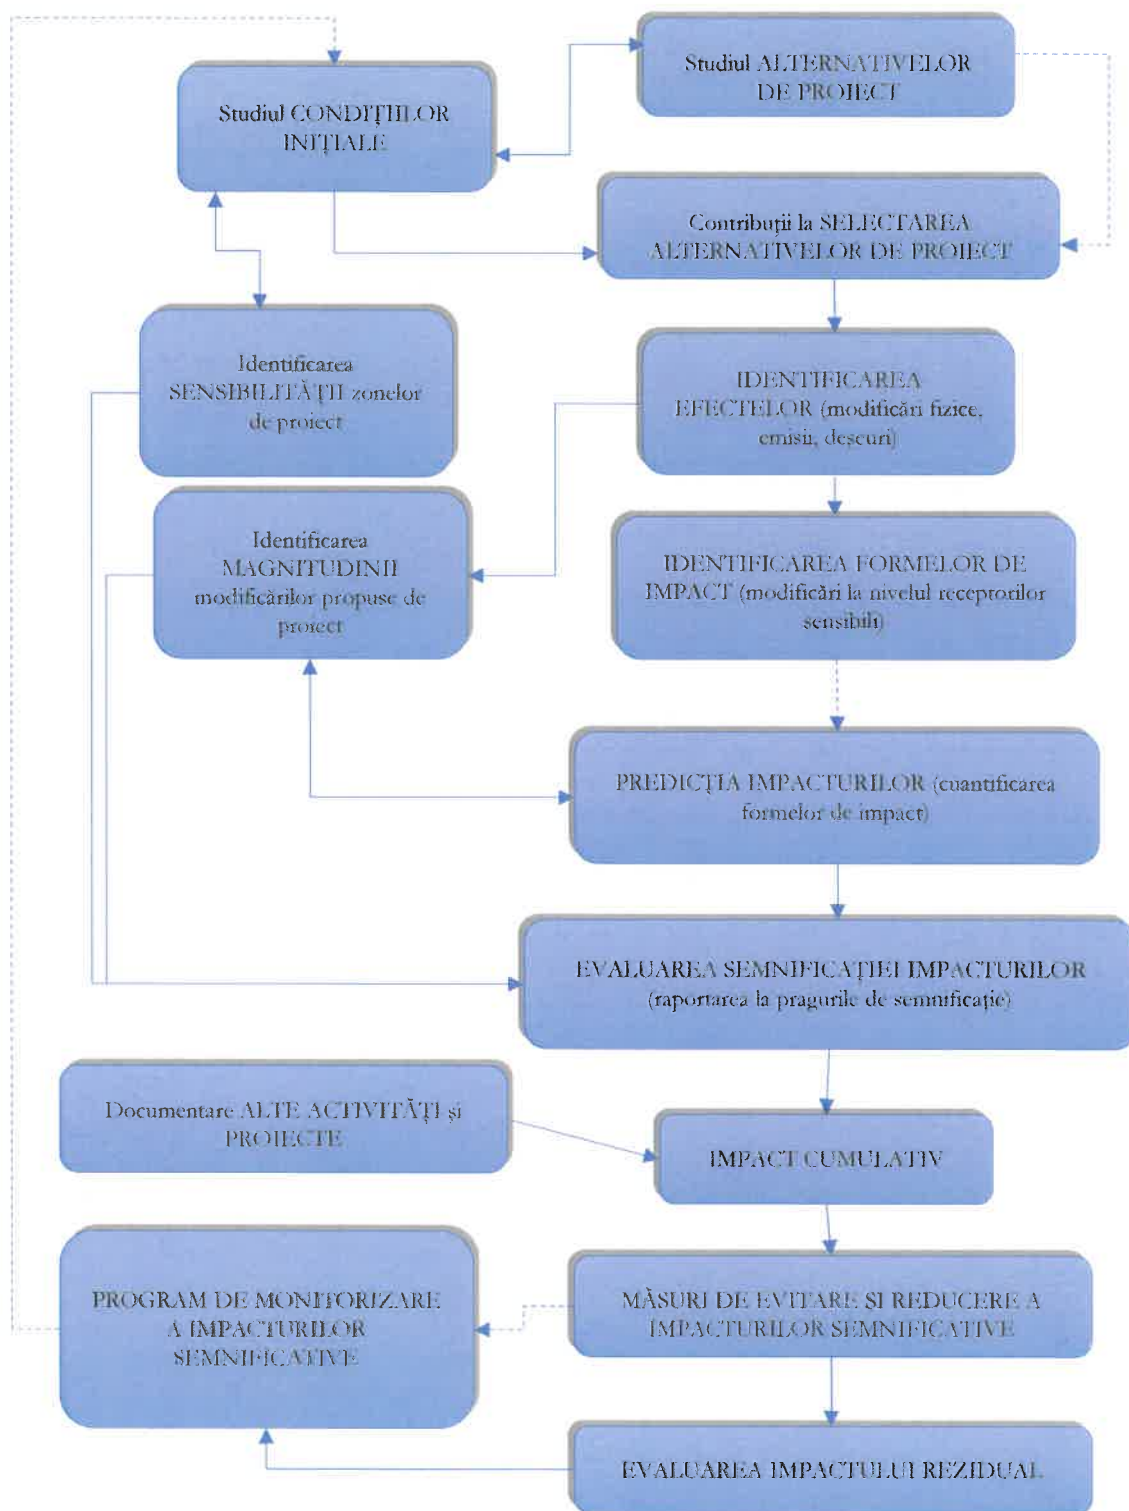 Studiul ALTERNATIVELOR
DE PROIECT
Studiul CONDIȚIILOR
INIȚIALE
Contribuții la SELECTAREA
ALTERNATIVELOR DE PROIECT
Identificarea
SENSIBILITĂȚII zonelor
de proiect
IDENTIFICAREA
EFECTELOR (modificări fizice,
emisii, deșeuri)
Identificarea
MAGNITUDINII
modificărilor propuse de
proiect
IDENTIFICAREA FORMELOR DE
IMPACT (modificări la nivelul receptorilor
sensibili)
PREDICȚIA IMPACTURILOR (cuantificarea
formelor de impact)
EVALUAREA SEMNIFICAȚIEI IMPACTURILOR
(raportarea la pragurile de semnificație)
Documentare ALTE ACTIVITĂȚI și
PROIECTE
IMPACT CUMULATIV
PROGRAM DE MONITORIZARE
A IMPACTURILOR
SEMNIFICATIVE
MĂSURI DE EVITARE ȘI REDUCERE A
IMPACTURILOR SEMNIFICATIVE
EVALUAREA IMPACTULUI REZIDUAL